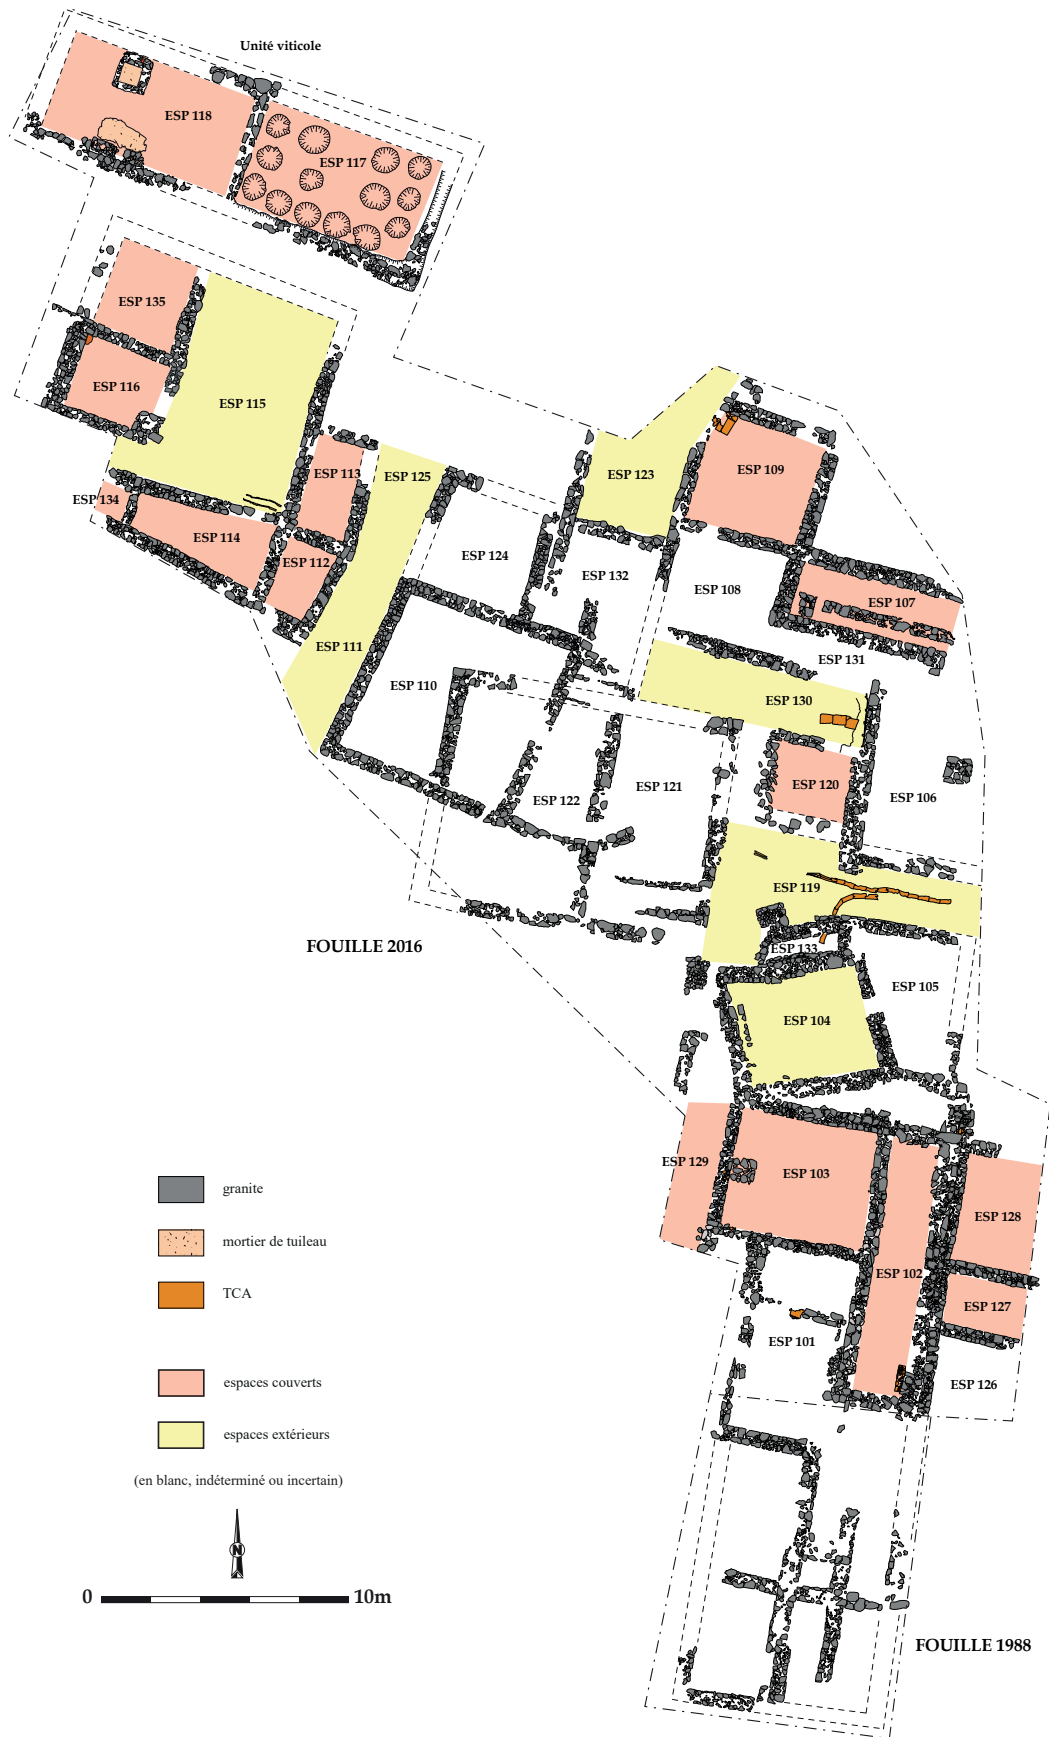 Unité viticole
ESP 118
ESP 117
ESP 135
ESP 116
ESP 115
ESP 113
ESP 125
ESP 134
ESP 114
ESP 112
ESP 111
ESP 123
ESP 109
ESP 124
ESP 132
ESP 108
ESP 107
ESP 131
ESP 110
ESP 130
ESP 122
ESP 121
ESP 120
ESP 106
ESP 119
FOUILLE 2016
ESP 133
ESP 105
ESP 104
ESP 129
ESP 103
ESP 128
ESP 102
ESP 127
ESP 101
ESP 126
granite
mortier de tuileau
TCA
espaces couverts
espaces extérieurs
(en blanc, indéterminé ou incertain)
N
0 10m
FOUILLE 1988